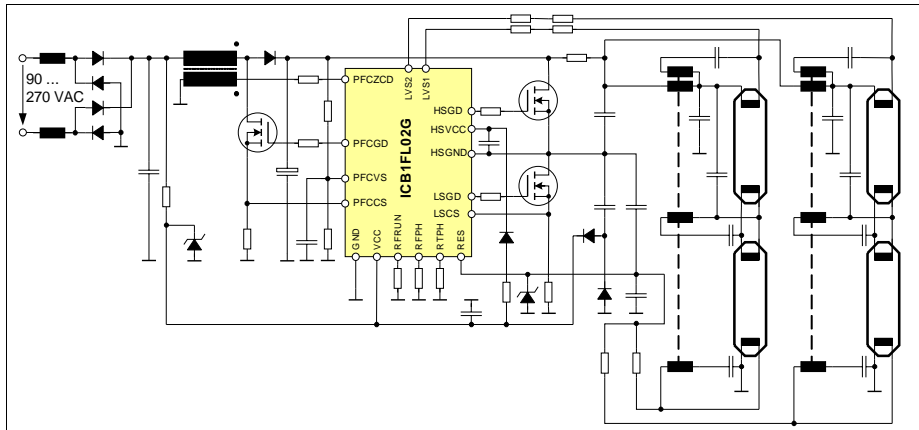 90 ...
270 VAC
LVS2
LVS1
PFCZCD
HSGD
HSVCC
PFCGD
HSGND
ICB1FL02G
PFCVS
LSGD
PFCCS
LSCS
GND
VCC
RFRUN
RFPH
RTPH
RES